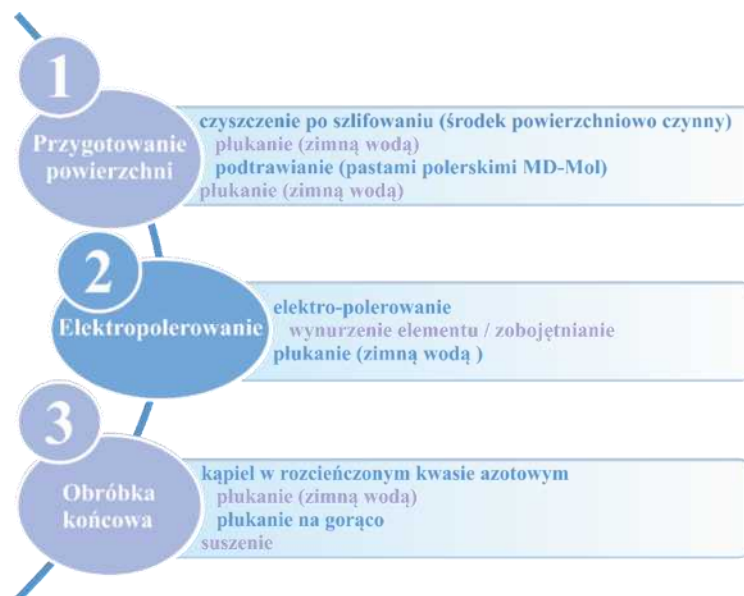 1
Przygotowanie
powierzchni
czyszczenie po szlifowaniu (środek powierzchniowo czynny)
płukanie (zimną wodą)
podtrawianie (pastami polerskimi MD-Mol)
płukanie (zimną wodą)
2
Elektropolerowanie
elektro-polerowanie
wynurzenie elementu / zobojętnianie
płukanie (zimną wodą )
3
Obróbka
końcowa
kąpiel w rozcieńczonym kwasie azotowym
płukanie (zimną wodą)
płukanie na gorąco
suszenie